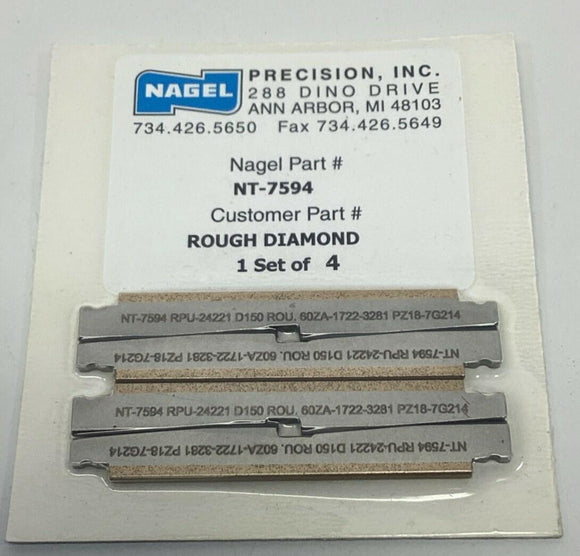 NAGEL
PRECISION, INC.
288 DINO DRIVE
ANN ARBOR, MI 48103
734.426.5650 Fax 734.426.5649
Nagel Part #
NT-7594
Customer Part #
ROUGH DIAMOND
1 Set of 4
4
NT-7594 RPU-24221 D150 ROU. 60ZA-1722-3281 PZ18-7G214
NT-7594 RPU-24221 D150 ROU. 60ZA-1722-3281 PZ18-7G214
NT-7594 RPU-24221 D150 ROU. 60ZA-1722-3281 PZ18-7G214
NT-7594 RPU-24221 D150 ROU. 60ZA-1722-3281 PZ18-7G214